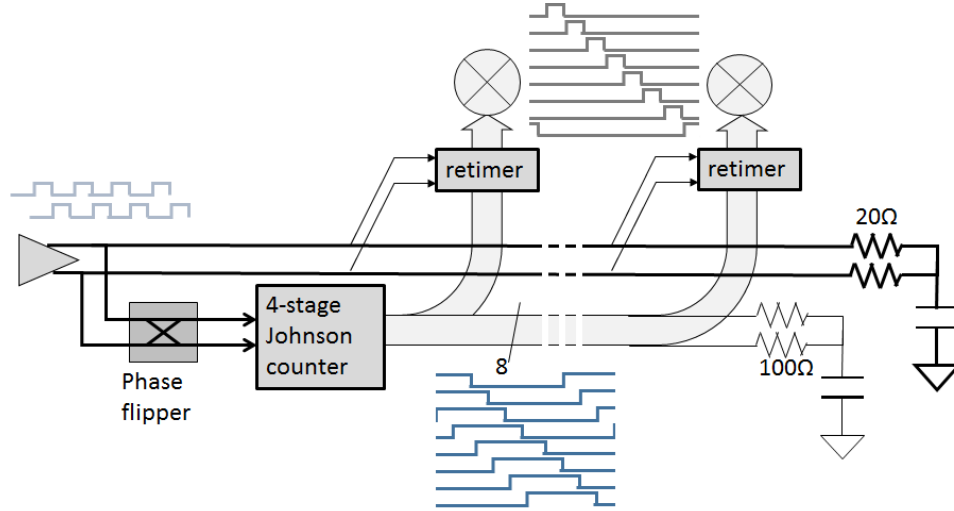 retimer
retimer
20Ω
4-stage
Johnson
counter
8
100Ω
Phase
flipper